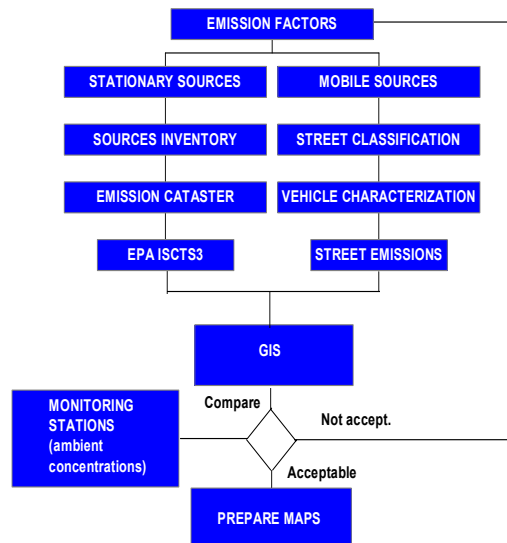 EMISSION FACTORS
STATIONARY SOURCES
MOBILE SOURCES
SOURCES INVENTORY
STREET CLASSIFICATION
EMISSION CATASTER
VEHICLE CHARACTERIZATION
EPA ISCTS3
STREET EMISSIONS
GIS
MONITORING
STATIONS
(ambient
concentrations)
Compare
Not accept.
Acceptable
PREPARE MAPS